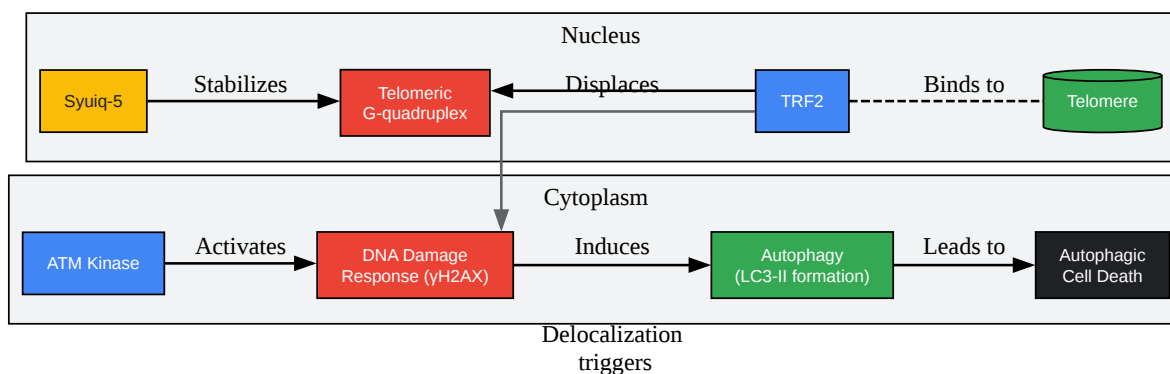 Nucleus
Syuiq-5
Stabilizes
Telomeric
G-quadruplex
Displaces
TRF2
Binds to
Telomere
Cytoplasm
ATM Kinase
Activates
DNA Damage
Response (γH2AX)
Induces
Autophagy
(LC3-II formation)
Leads to
Autophagic
Cell Death
Delocalization
triggers